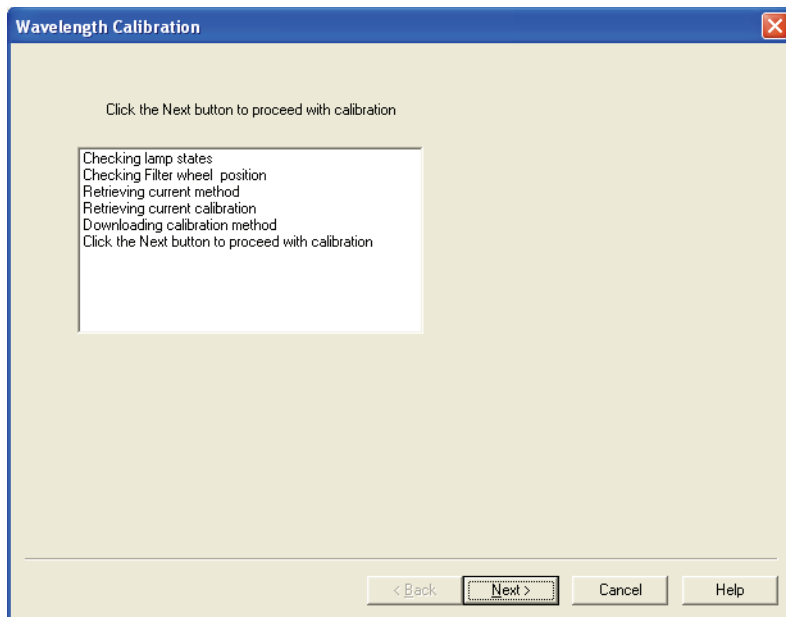 Wavelength Calibration
Click the Next button to proceed with calibration
Checking lamp states
Checking Filter wheel  position
Retrieving current method
Retrieving current calibration
Downloading calibration method
Click the Next button to proceed with calibration
< Back Next > Cancel Help